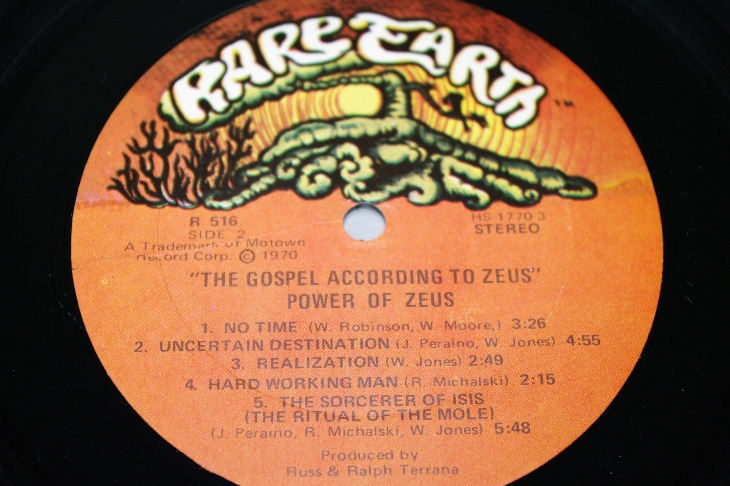 RARE EARTH ™
R 516
SIDE 2
HS-1770-3
STEREO
A Trademark of Motown
Record Corp. © 1970
"THE GOSPEL ACCORDING TO ZEUS"
POWER OF ZEUS
1. NO TIME (W. Robinson, W. Moore,) 3:26
2. UNCERTAIN DESTINATION (J. Peraino, W. Jones) 4:55
3. REALIZATION (W. Jones) 2:49
4. HARD WORKING MAN (R. Michalski) 2:15
5. THE SORCERER OF ISIS
(THE RITUAL OF THE MOLE)
(J. Peraino, R. Michalski, W. Jones) 5:48
Produced by
Russ & Ralph Terrana